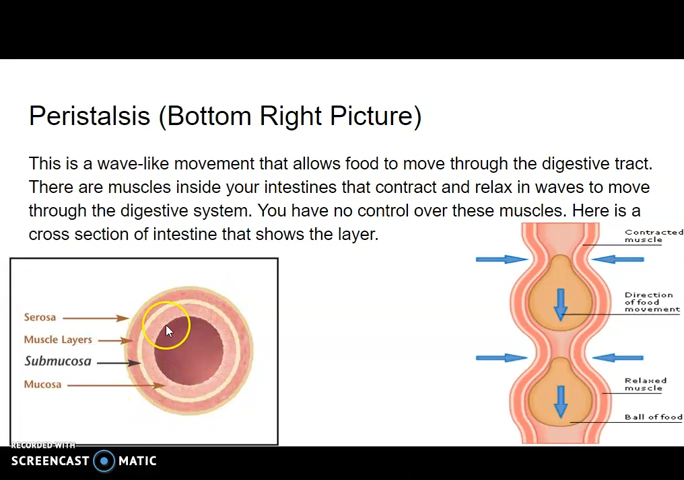 Peristalsis (Bottom Right Picture)
This is a wave-like movement that allows food to move through the digestive tract.
There are muscles inside your intestines that contract and relax in waves to move
through the digestive system. You have no control over these muscles. Here is a
cross section of intestine that shows the layer.
Serosa
Muscle Layers
Submucosa
Mucosa
Contracted
muscle
Direction
of food
movement
Relaxed
muscle
Ball of food
RECORDED WITH
SCREENCAST MATIC